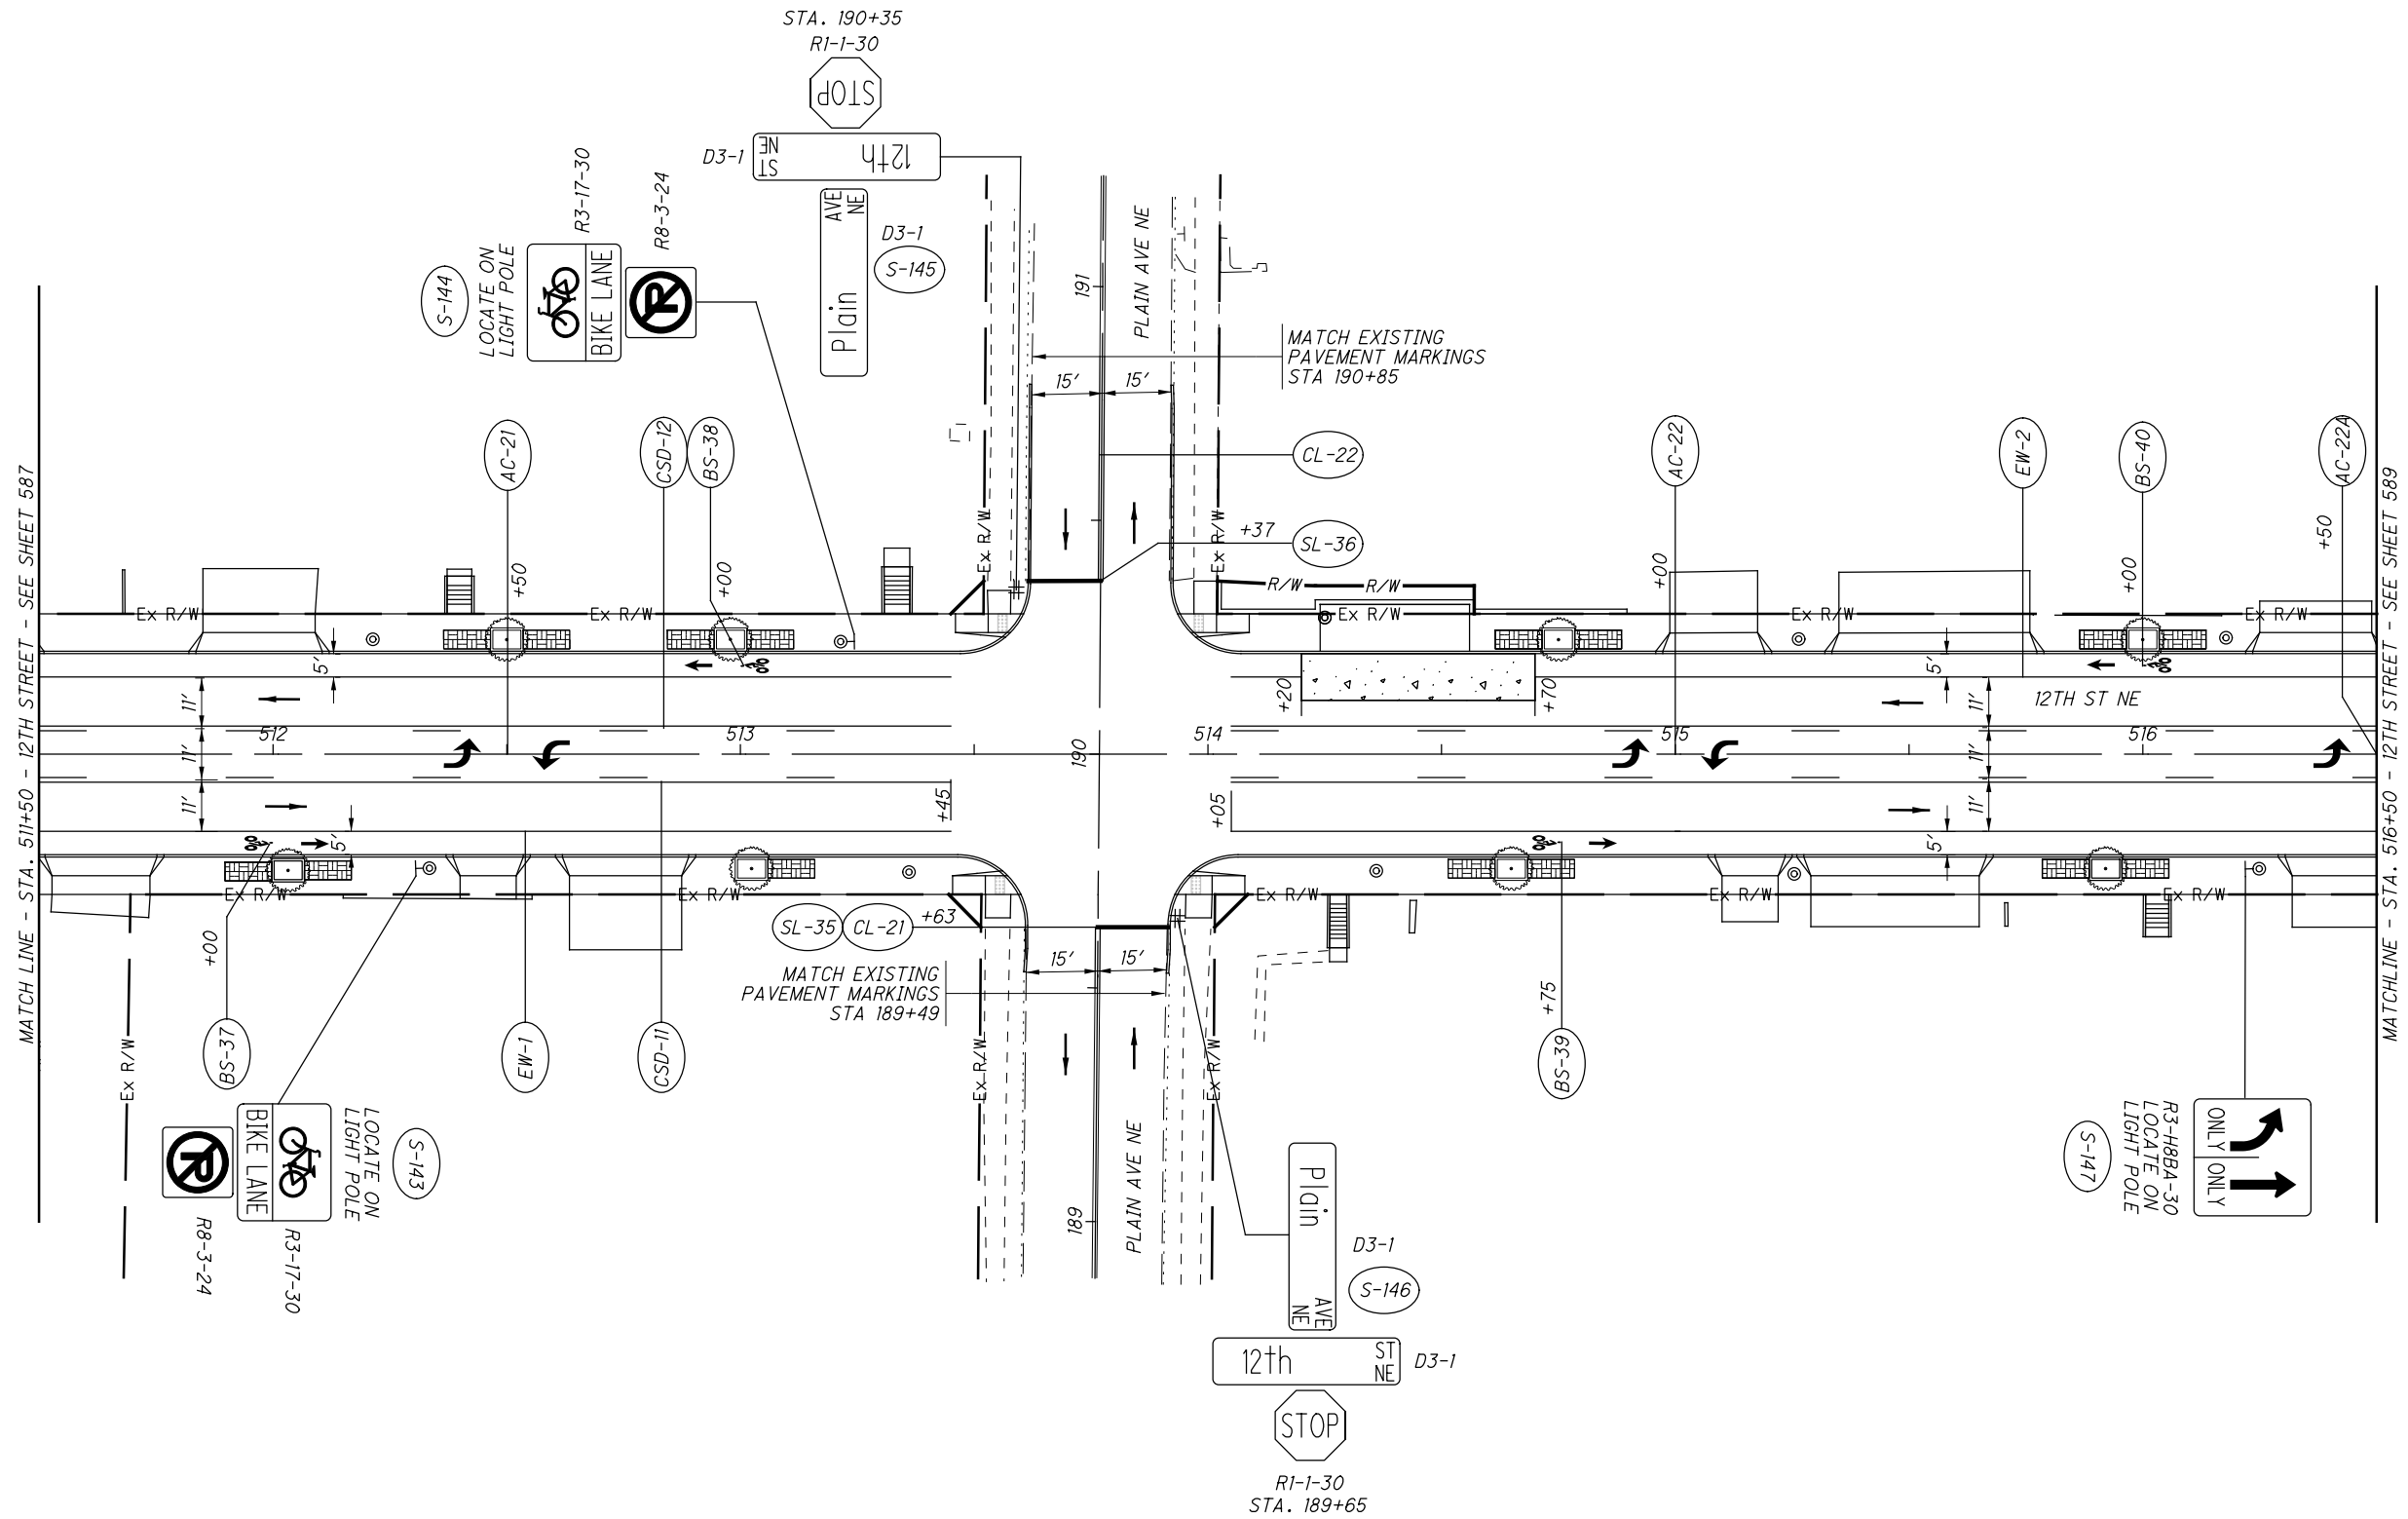 STA. 190+35
R1-1-30
STOP
D3-1
12th
ST
NE
Plain
AVE
NE
D3-1
S-145
R3-17-30
R8-3-24
BIKE LANE
P
LOCATE ON
LIGHT POLE
S-144
191
PLAIN AVE NE
MATCH EXISTING
PAVEMENT MARKINGS
STA 190+85
15'
15'
AC-21
CSD-12
BS-38
CL-22
AC-22
EW-2
BS-40
AC-22A
+50
+00
Ex R/W
Ex R/W
+37
SL-36
+00
+00
+50
MATCH LINE - STA. 511+50 - 12TH STREET - SEE SHEET 587
MATCHLINE - STA. 516+50 - 12TH STREET - SEE SHEET 589
R/W
R/W
Ex R/W
Ex R/W
Ex R/W
Ex R/W
Ex R/W
5'
5'
+20
+70
12TH ST NE
11'
11'
512
513
190
514
515
516
11'
11'
11'
11'
+45
+05
5'
5'
Ex R/W
Ex R/W
Ex R/W
Ex R/W
Ex R/W
+00
SL-35
CL-21
+63
15'
15'
MATCH EXISTING
PAVEMENT MARKINGS
STA 189+49
+75
BS-37
EW-1
CSD-11
BS-39
Ex R/W
Ex R/W
Ex R/W
P
BIKE LANE
LOCATE ON
LIGHT POLE
S-143
R8-3-24
R3-17-30
189
PLAIN AVE NE
Plain
AVE
NE
D3-1
S-146
12th
ST
NE
D3-1
STOP
R1-1-30
STA. 189+65
ONLY
ONLY
R3-H8BA-30
LOCATE ON
LIGHT POLE
S-147